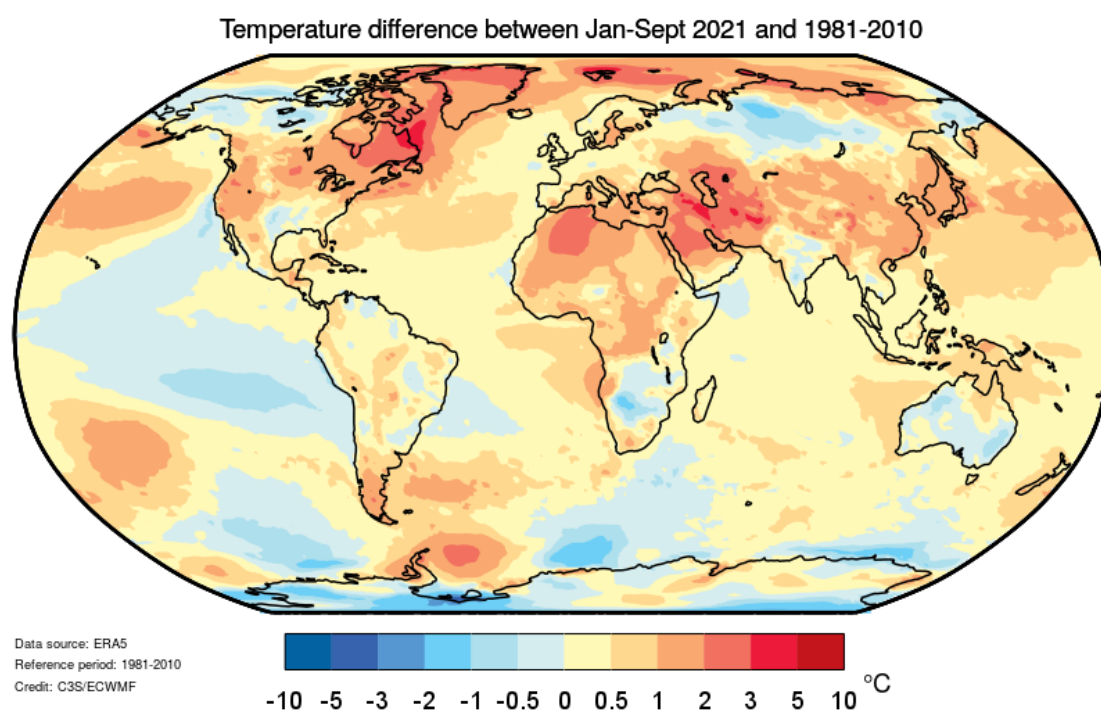 Temperature difference between Jan-Sept 2021 and 1981-2010
Data source: ERA5
Reference period: 1981-2010
Credit: C3S/ECWMF
-10 -5 -3 -2 -1 -0.5 0 0.5 1 2 3 5 10 °C